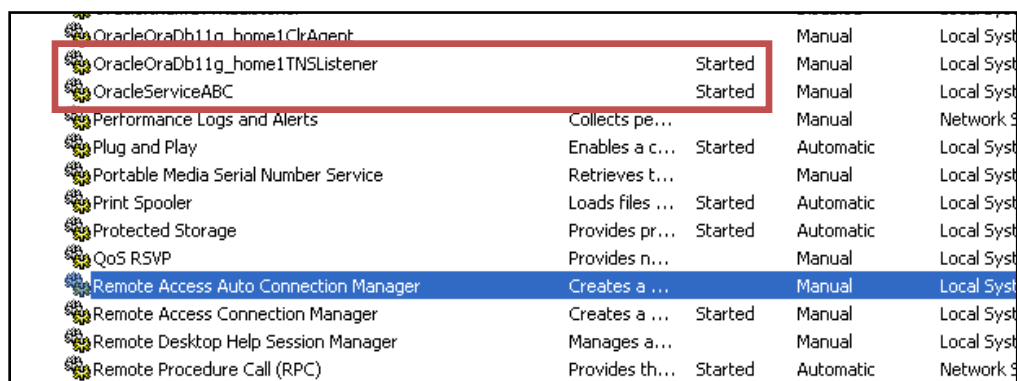 OracleOraDb11g_home1ClrAgent Manual Local Syst
OracleOraDb11g_home1TNSListener Started Manual Local Syst
OracleServiceABC Started Manual Local Syst
Performance Logs and Alerts Collects pe... Manual Network S
Plug and Play Enables a c... Started Automatic Local Syst
Portable Media Serial Number Service Retrieves t... Manual Local Syst
Print Spooler Loads files ... Started Automatic Local Syst
Protected Storage Provides pr... Started Automatic Local Syst
QoS RSVP Provides n... Manual Local Syst
Remote Access Auto Connection Manager Creates a ... Manual Local Syst
Remote Access Connection Manager Creates a ... Started Manual Local Syst
Remote Desktop Help Session Manager Manages a... Manual Local Syst
Remote Procedure Call (RPC) Provides th... Started Automatic Network S